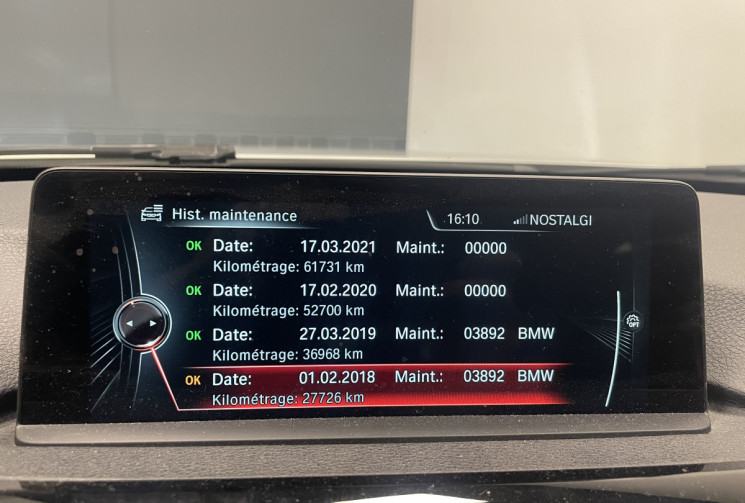 Hist. maintenance 16:10 NOSTALGI
OK Date: 17.03.2021 Maint.: 00000
Kilométrage: 61731 km
OK Date: 17.02.2020 Maint.: 00000
Kilométrage: 52700 km
OK Date: 27.03.2019 Maint.: 03892 BMW
Kilométrage: 36968 km
OPT
OK Date: 01.02.2018 Maint.: 03892 BMW
Kilométrage: 27726 km